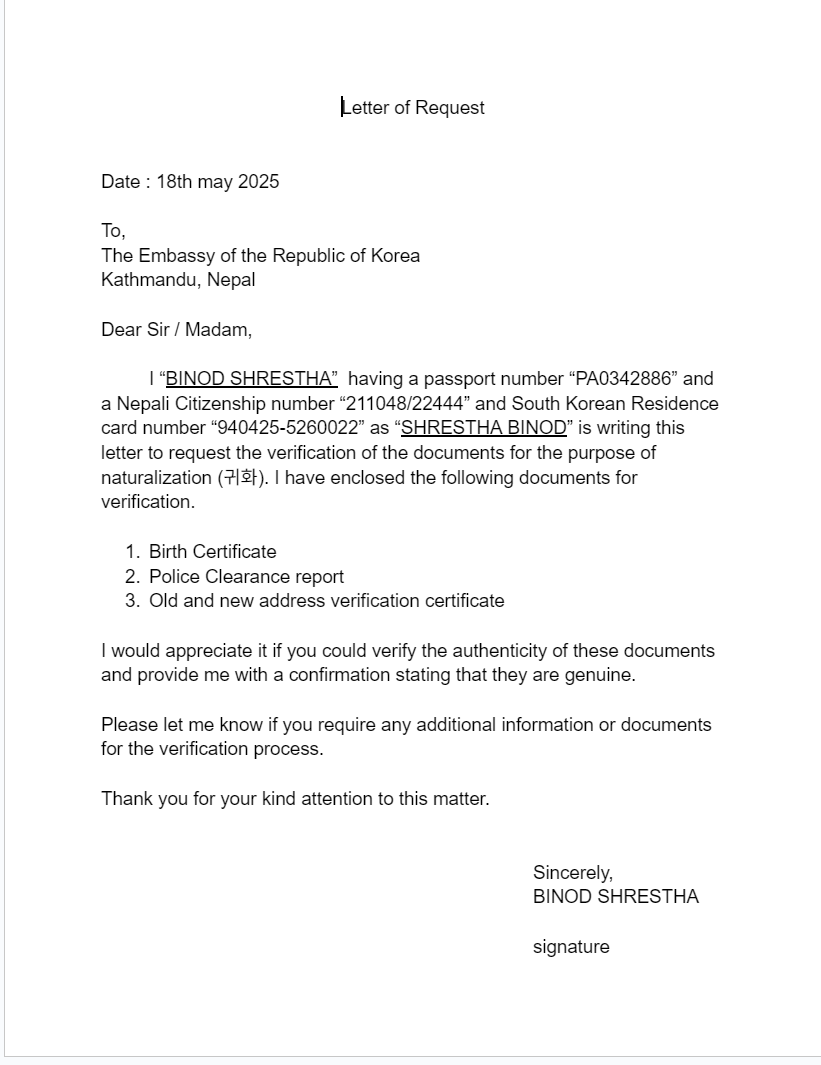 Letter of Request
Date : 18th may 2025
To,
The Embassy of the Republic of Korea
Kathmandu, Nepal
Dear Sir / Madam,
I “BINOD SHRESTHA” having a passport number “PA0342886” and
a Nepali Citizenship number “211048/22444” and South Korean Residence
card number “940425-5260022” as “SHRESTHA BINOD” is writing this
letter to request the verification of the documents for the purpose of
naturalization (귀화). I have enclosed the following documents for
verification.
1. Birth Certificate
2. Police Clearance report
3. Old and new address verification certificate
I would appreciate it if you could verify the authenticity of these documents
and provide me with a confirmation stating that they are genuine.
Please let me know if you require any additional information or documents
for the verification process.
Thank you for your kind attention to this matter.
Sincerely,
BINOD SHRESTHA
signature